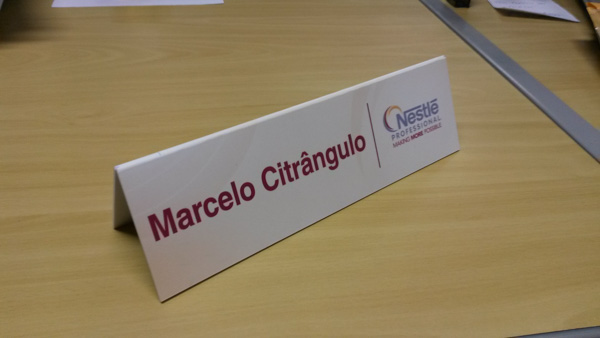 Marcelo Citrângulo
Nestlé
PROFESSIONAL
MAKING MORE POSSIBLE